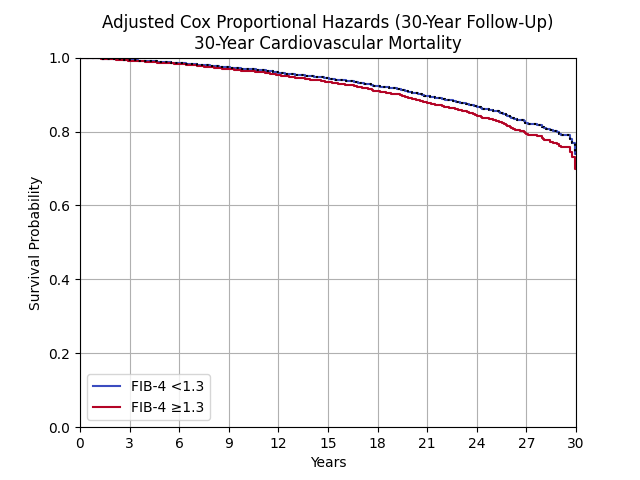 Adjusted Cox Proportional Hazards (30-Year Follow-Up)
30-Year Cardiovascular Mortality
Survival Probability
1.0
0.8
0.6
0.4
0.2
0.0
FIB-4 <1.3
FIB-4 ≥1.3
0 3 6 9 12 15 18 21 24 27 30
Years